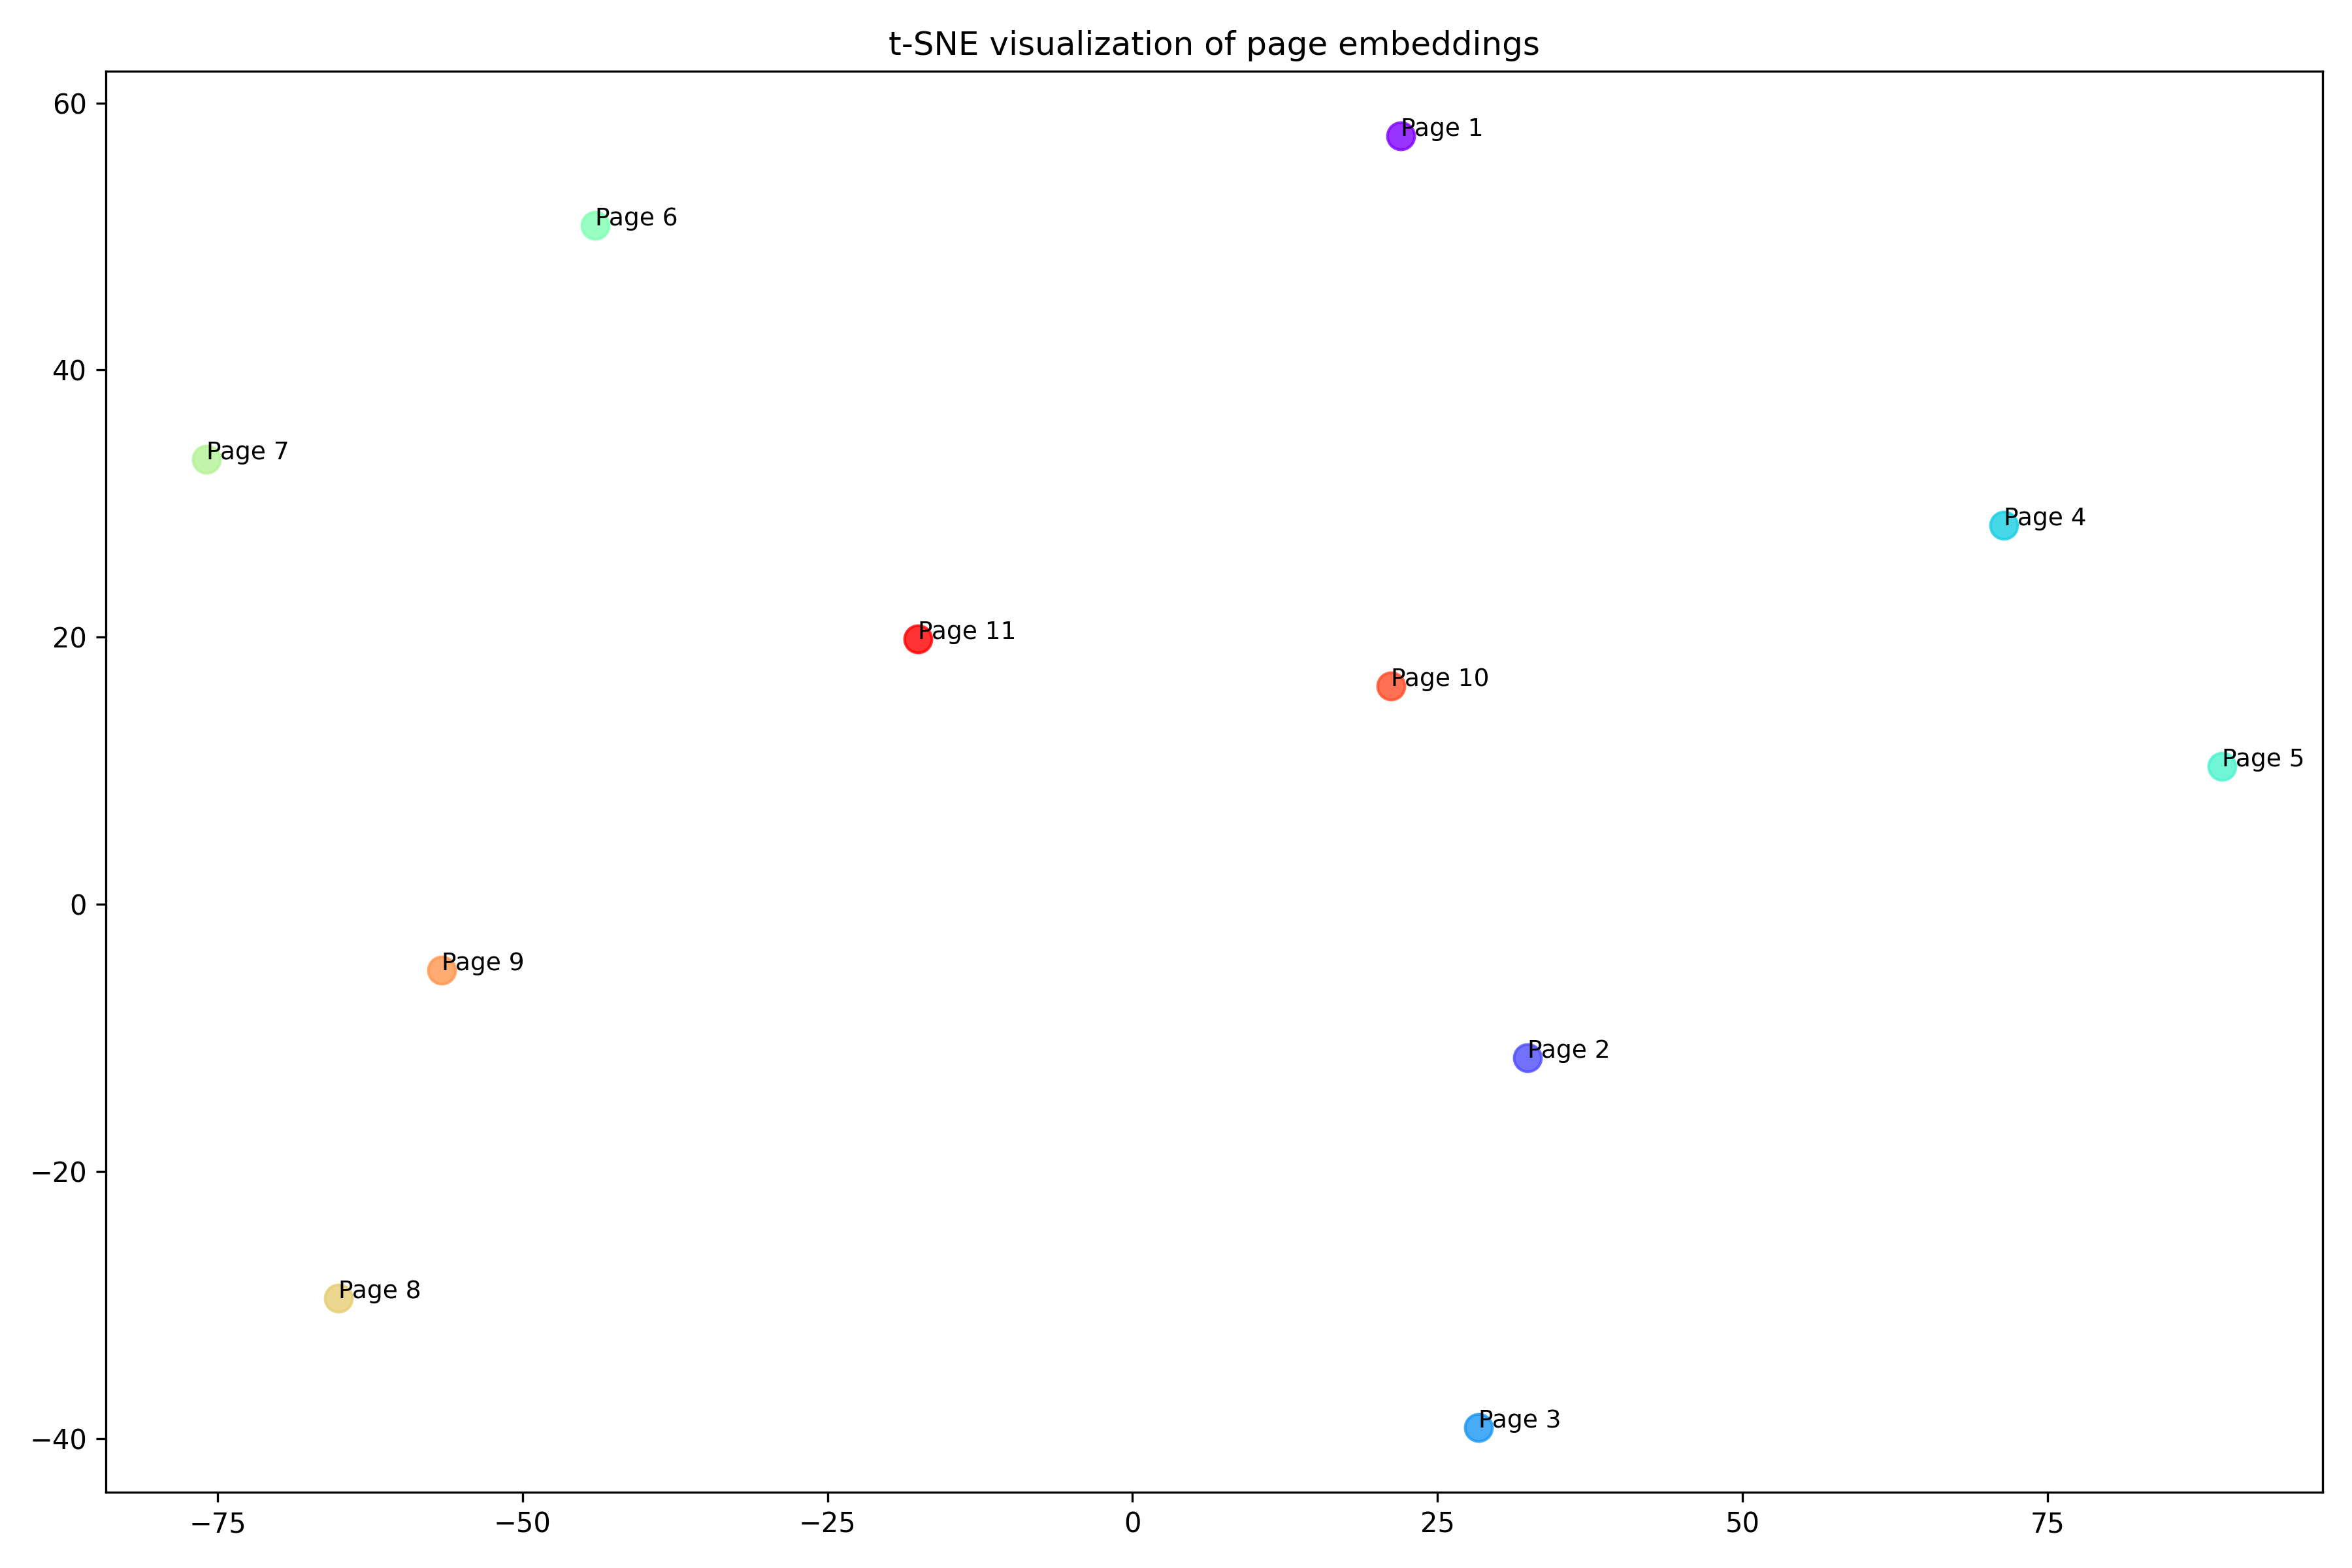 t-SNE visualization of page embeddings
60
Page 1
Page 6
40
Page 7
Page 4
20
Page 11
Page 10
Page 5
0
Page 9
Page 2
−20
Page 8
Page 3
−40
−75 −50 −25 0 25 50 75